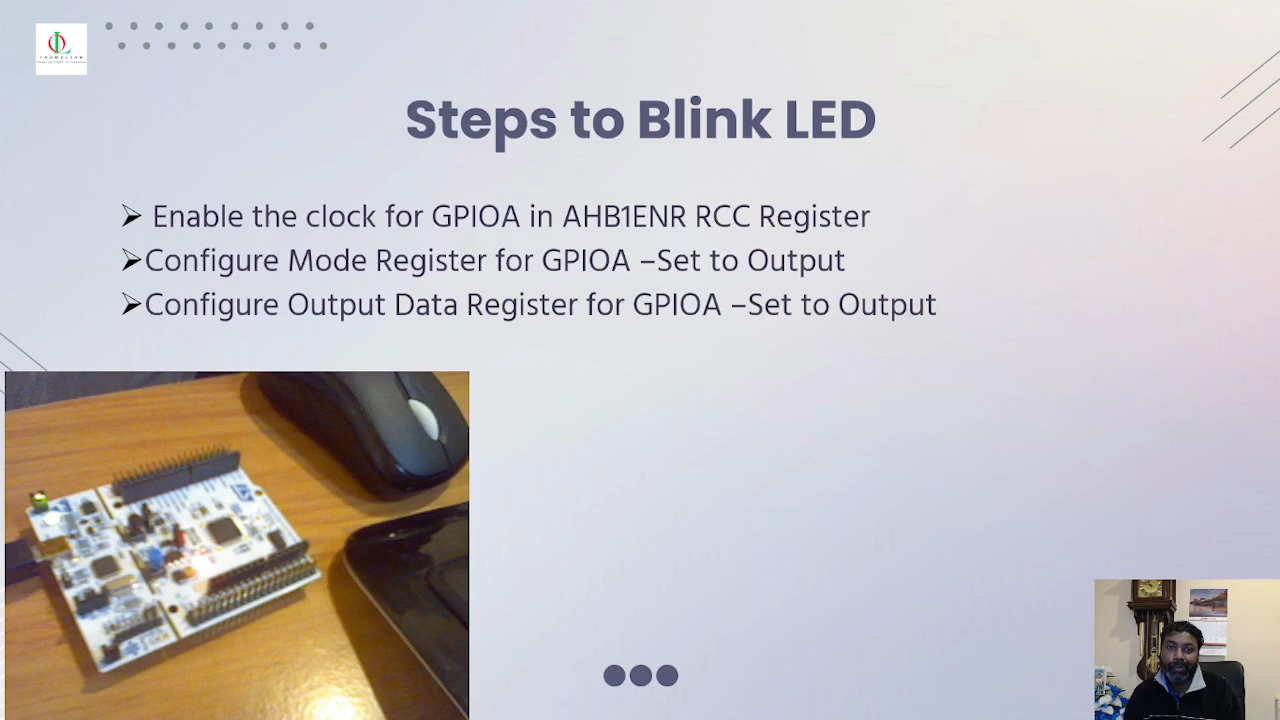 Steps to Blink LED
➢ Enable the clock for GPIOA in AHB1ENR RCC Register
➢Configure Mode Register for GPIOA –Set to Output
➢Configure Output Data Register for GPIOA –Set to Output